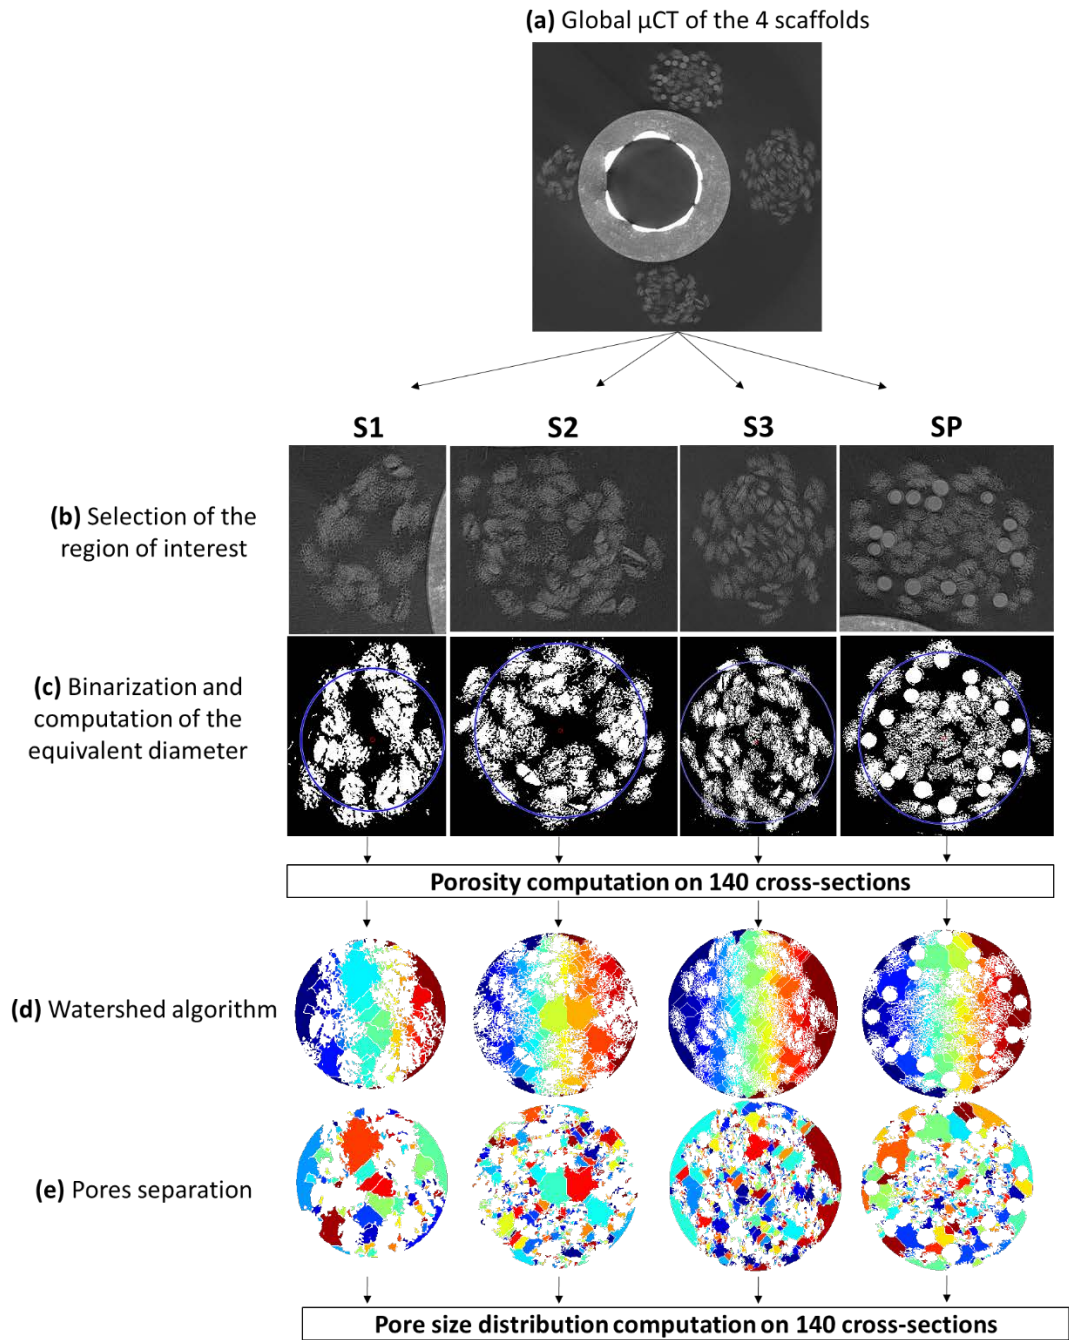 (a) Global µCT of the 4 scaffolds
S1 S2 S3 SP
(b) Selection of the
region of interest
(c) Binarization and
computation of the
equivalent diameter
Porosity computation on 140 cross-sections
(d) Watershed algorithm
(e) Pores separation
Pore size distribution computation on 140 cross-sections